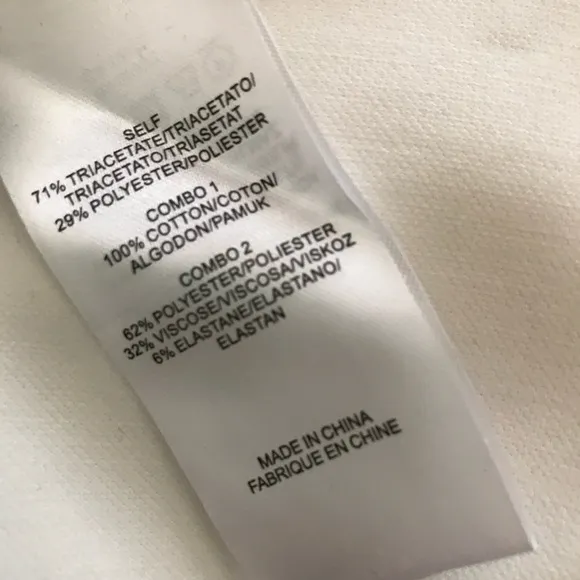 SELF
71% TRIACETATE/TRIACETATO/
TRIACETATO/TRIASETAT
29% POLYESTER/POLIESTER
COMBO 1
100% COTTON/COTON/
ALGODON/PAMUK
COMBO 2
62% POLYESTER/POLIESTER
32% VISCOSE/VISCOSA/VISKOZ
6% ELASTANE/ELASTANO/
ELASTAN
MADE IN CHINA
FABRIQUE EN CHINE